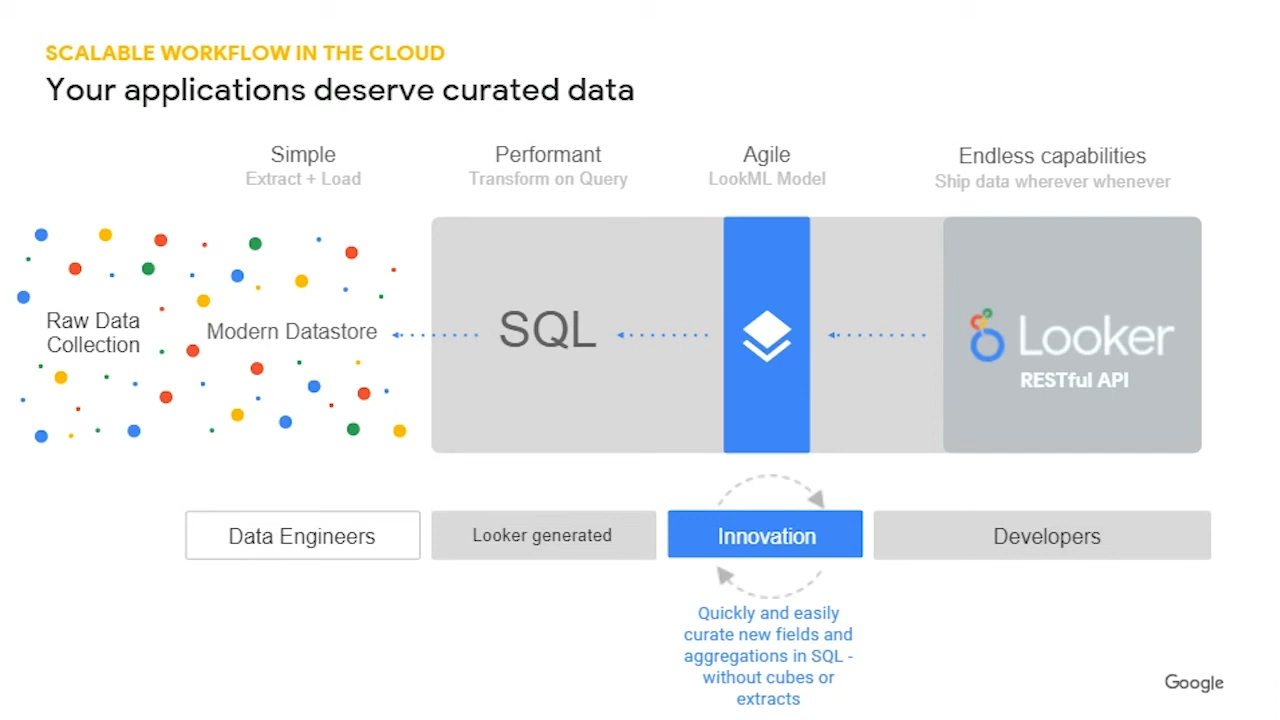 SCALABLE WORKFLOW IN THE CLOUD
Your applications deserve curated data
Simple
Extract + Load
Performant
Transform on Query
Agile
LookML Model
Endless capabilities
Ship data wherever whenever
Raw Data
Collection
Modern Datastore
SQL
Looker
RESTful API
Data Engineers
Looker generated
Innovation
Developers
Quickly and easily
curate new fields and
aggregations in SQL -
without cubes or
extracts
Google